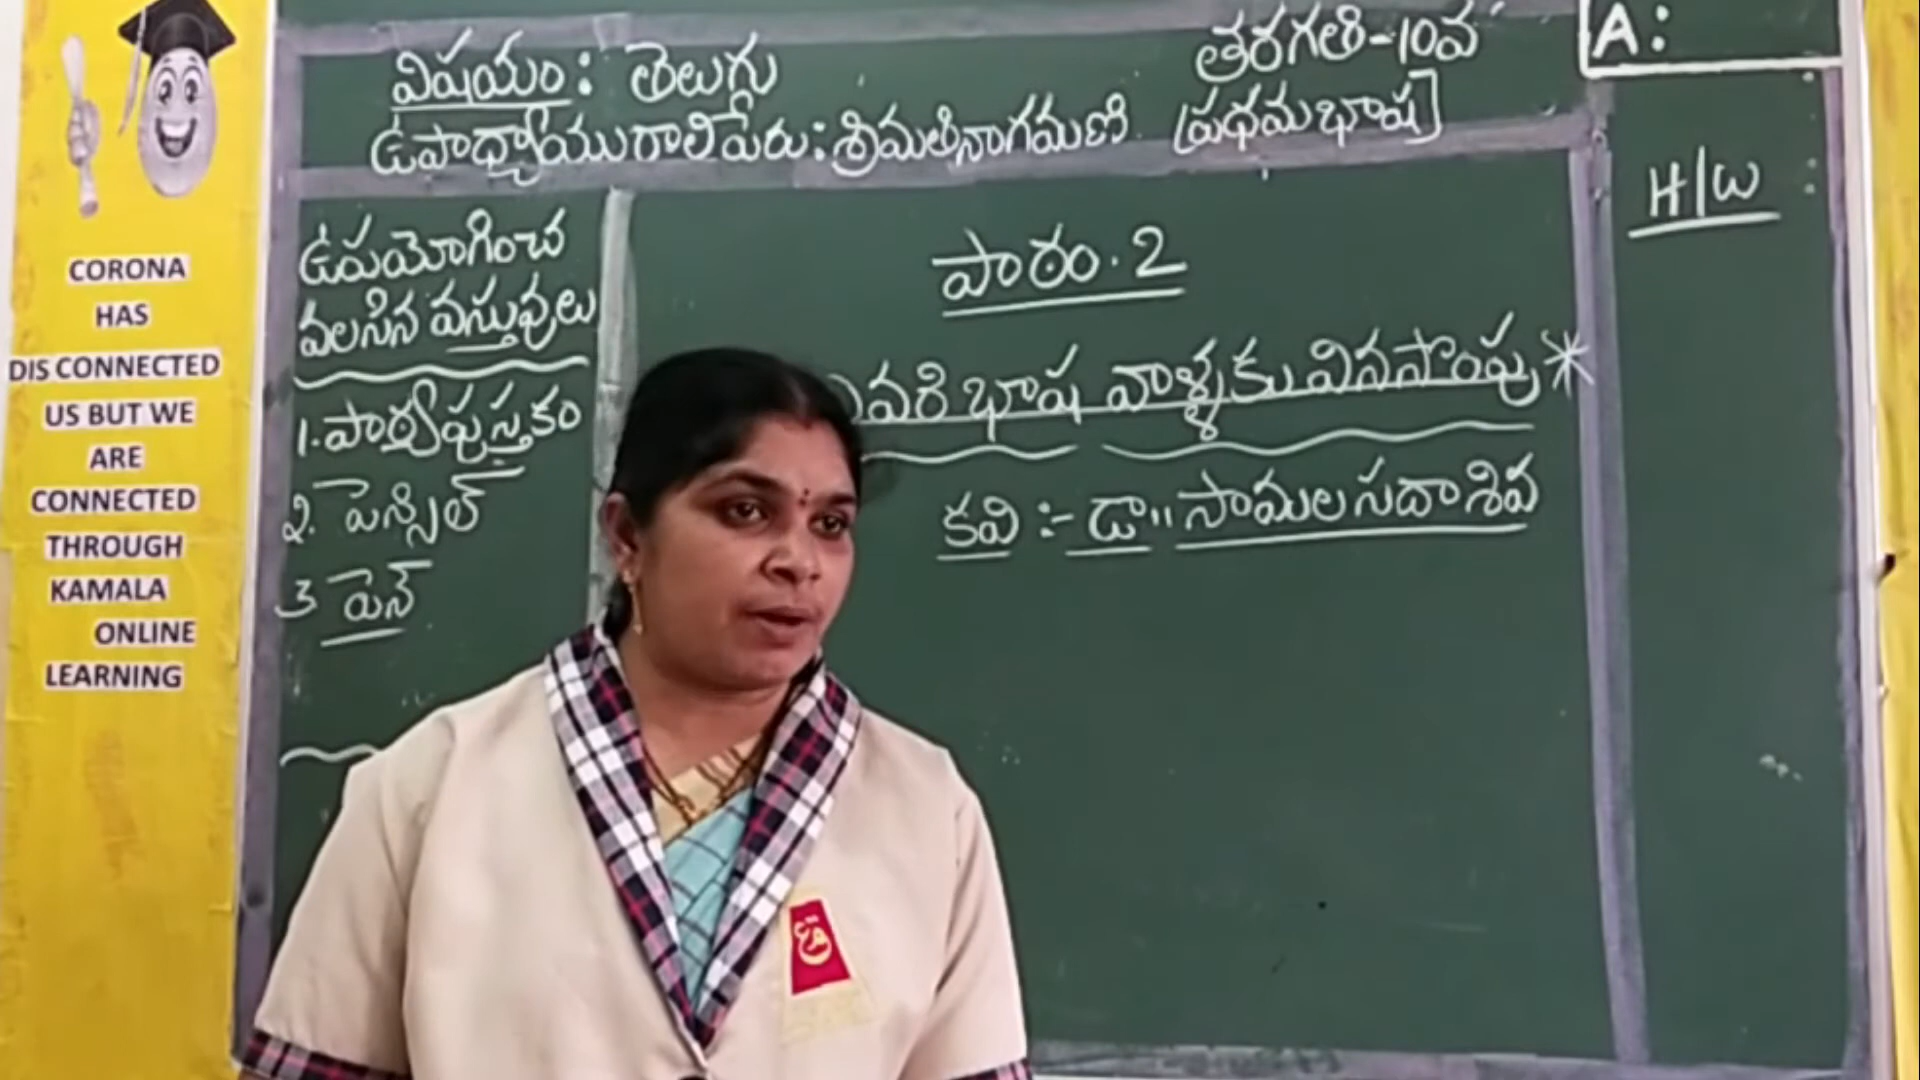 విషయం: తెలుగు
తరగతి-10వ
ఉపాధ్యాయురాలిపేరు: శ్రీమతి నాగమణి
[ప్రథమభాష]
A:
H/W
ఉపయోగించ
వలసిన వస్తువులు
1. పాఠ్యపుస్తకం
2. పెన్సిల్
3 పెన్
పాఠం. 2
భాష వాళ్ళకు వినసొంపు*
కవి :- డా" సామల సదాశివ
CORONA
HAS
DIS CONNECTED
US BUT WE
ARE
CONNECTED
THROUGH
KAMALA
ONLINE
LEARNING